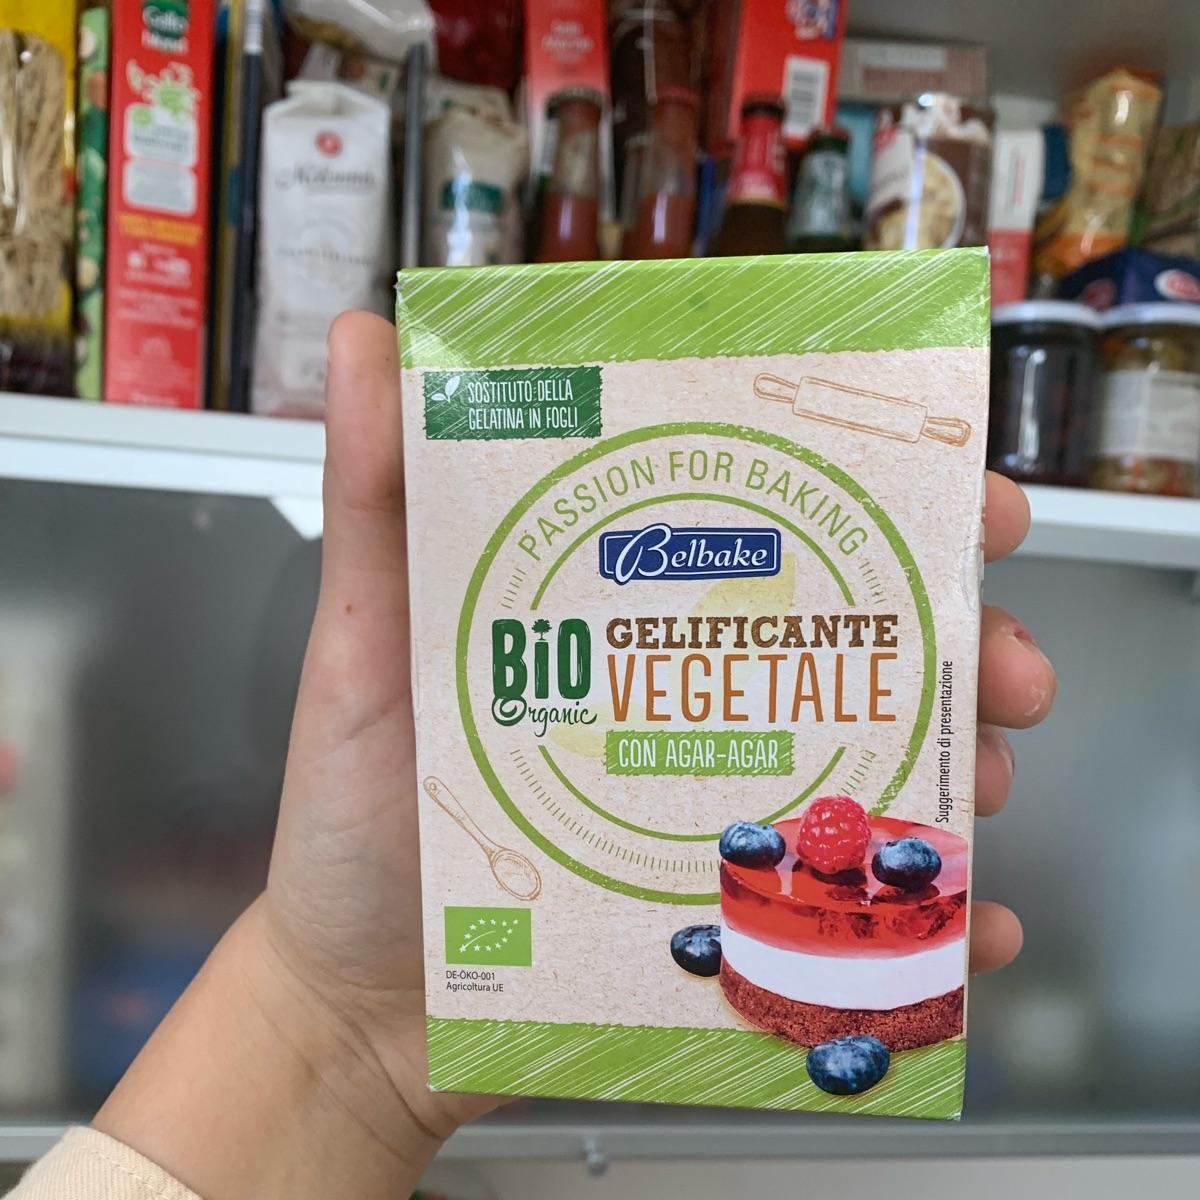 SOSTITUTO DELLA
GELATINA IN FOGLI
PASSION FOR BAKING
Belbake
BiO
Organic
GELIFICANTE
VEGETALE
CON AGAR-AGAR
Suggerimento di presentazione
DE-ÖKO-001
Agricoltura UE